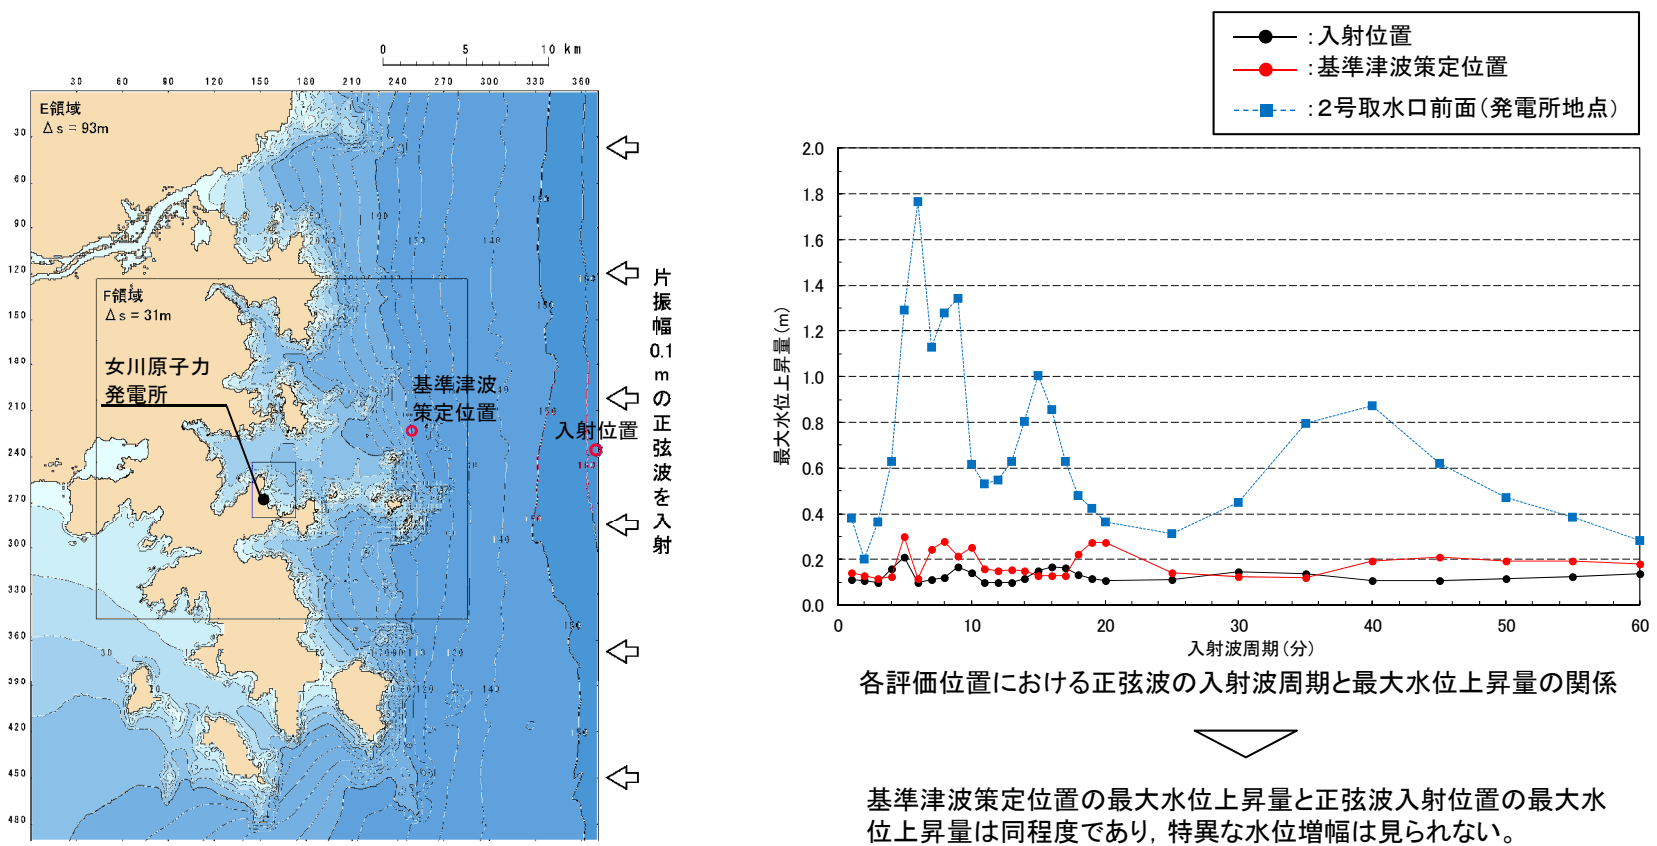 0 5 10 km
30 60 90 120 150 180 210 240 270 300 330 360
E領域
Δs = 93m
30
60
90
120
150
180
210
240
270
300
330
360
390
420
450
480
F領域
Δs = 31m
女川原子力
発電所
基準津波
策定位置
入射位置
片振幅0.1mの正弦波を入射
：入射位置
：基準津波策定位置
：2号取水口前面（発電所地点）
最大水位上昇量（m）
2.0
1.8
1.6
1.4
1.2
1.0
0.8
0.6
0.4
0.2
0.0
0 10 20 30 40 50 60
入射波周期（分）
各評価位置における正弦波の入射波周期と最大水位上昇量の関係
基準津波策定位置の最大水位上昇量と正弦波入射位置の最大水
位上昇量は同程度であり，特異な水位増幅は見られない。